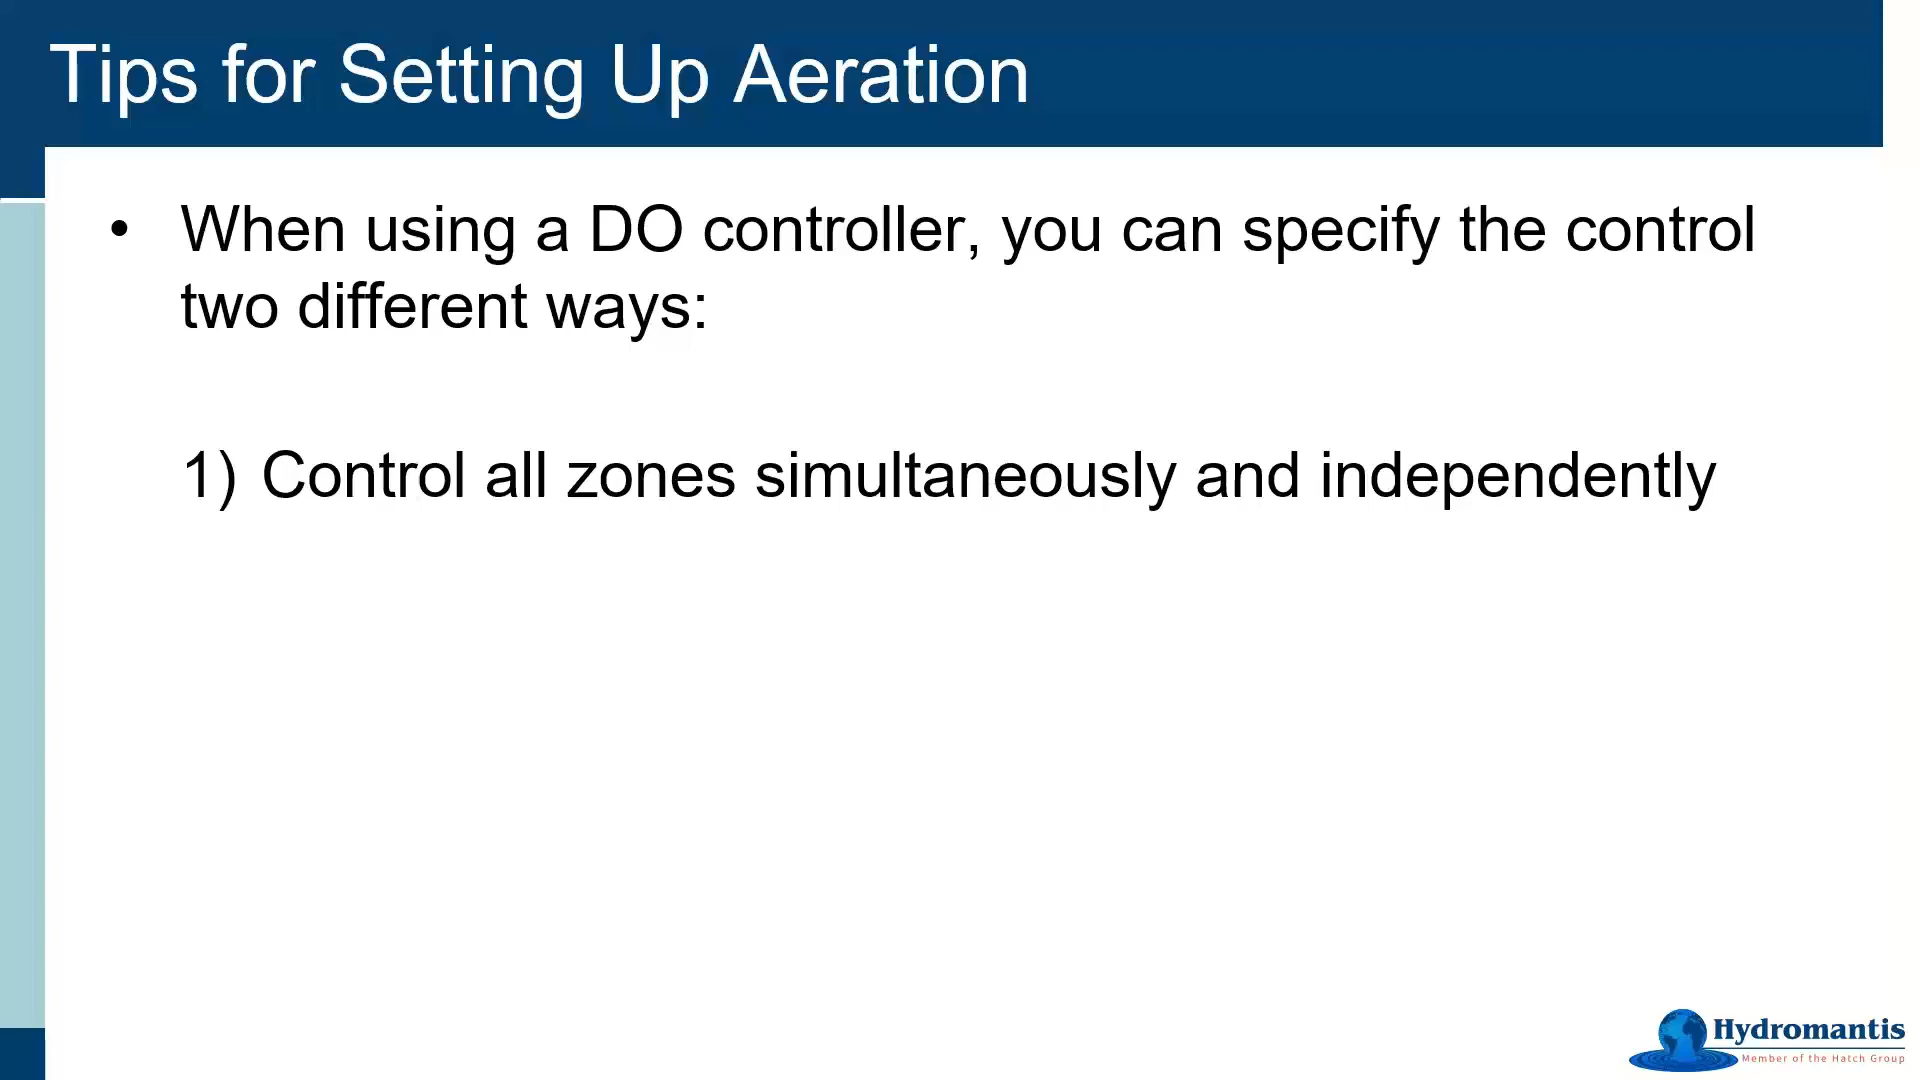 Tips for Setting Up Aeration
• When using a DO controller, you can specify the control
two different ways:
1) Control all zones simultaneously and independently
Hydromantis
Member of the Hatch Group